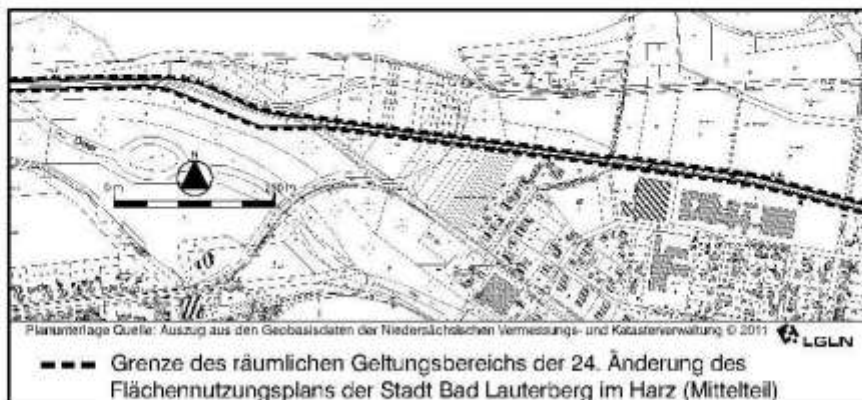 N
0 m
Planunterlage Quelle: Auszug aus den Geobasisdaten der Niedersächsischen Vermessungs- und Katasterverwaltung © 2011 LGLN
Grenze des räumlichen Geltungsbereichs der 24. Änderung des
Flächennutzungsplans der Stadt Bad Lauterberg im Harz (Mittelteil)